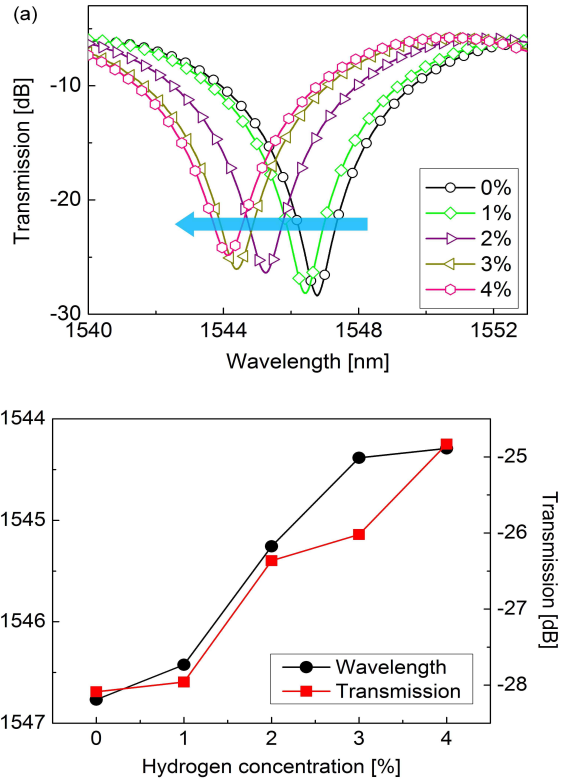 (a)
Transmission [dB]
-10
-20
-30
0%
1%
2%
3%
4%
1540 1544 1548 1552
Wavelength [nm]
1544
1545
1546
1547
-25
-26
-27
-28
Transmission [dB]
Wavelength
Transmission
0 1 2 3 4
Hydrogen concentration [%]